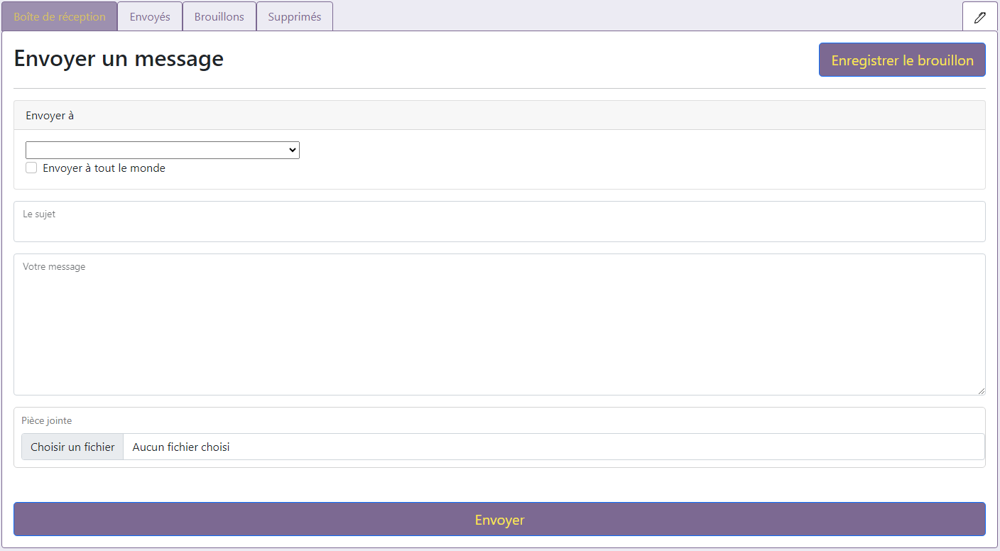 Boîte de réception Envoyés Brouillons Supprimés
Envoyer un message Enregistrer le brouillon
Envoyer à
Envoyer à tout le monde
Le sujet
Votre message
Pièce jointe
Choisir un fichier Aucun fichier choisi
Envoyer